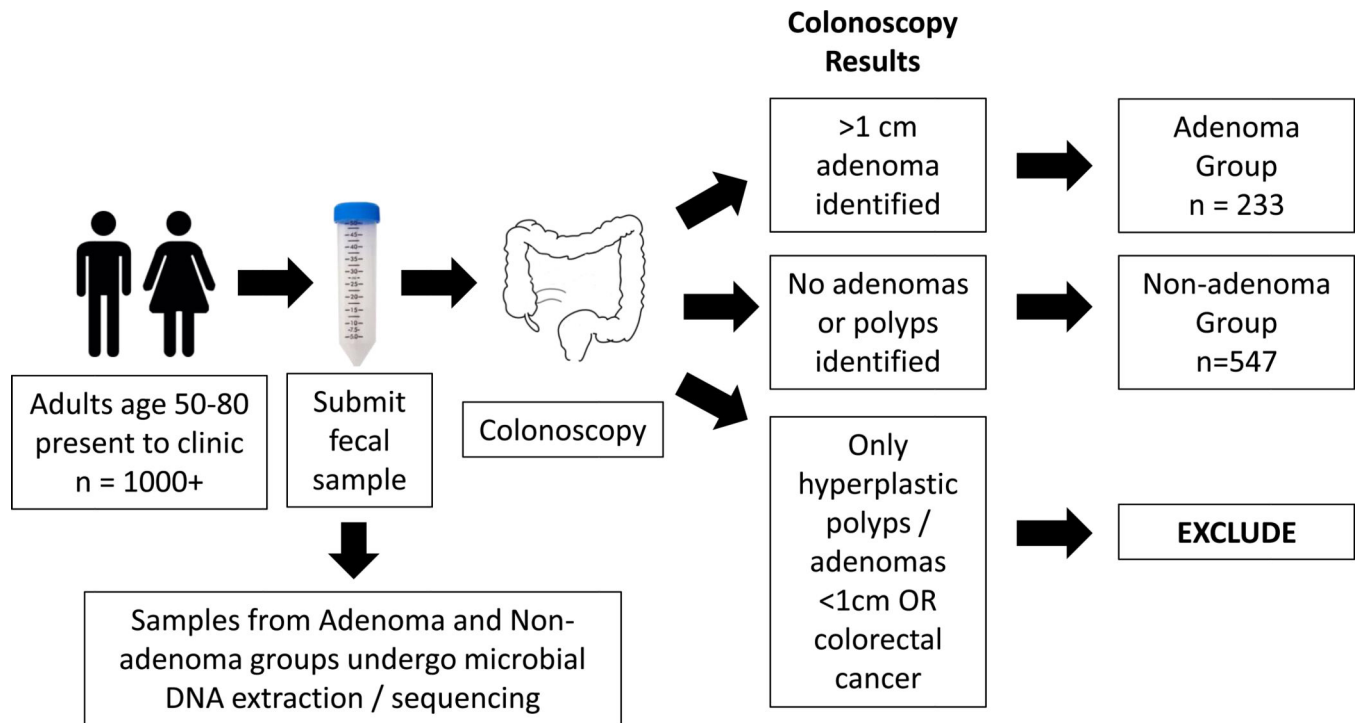 Colonoscopy
Results
>1 cm
adenoma
identified
Adenoma
Group
n = 233
No adenomas
or polyps
identified
Non-adenoma
Group
n=547
Adults age 50-80
present to clinic
n = 1000+
Submit
fecal
sample
Colonoscopy
Only
hyperplastic
polyps /
adenomas
<1cm OR
colorectal
cancer
EXCLUDE
Samples from Adenoma and Non-
adenoma groups undergo microbial
DNA extraction / sequencing